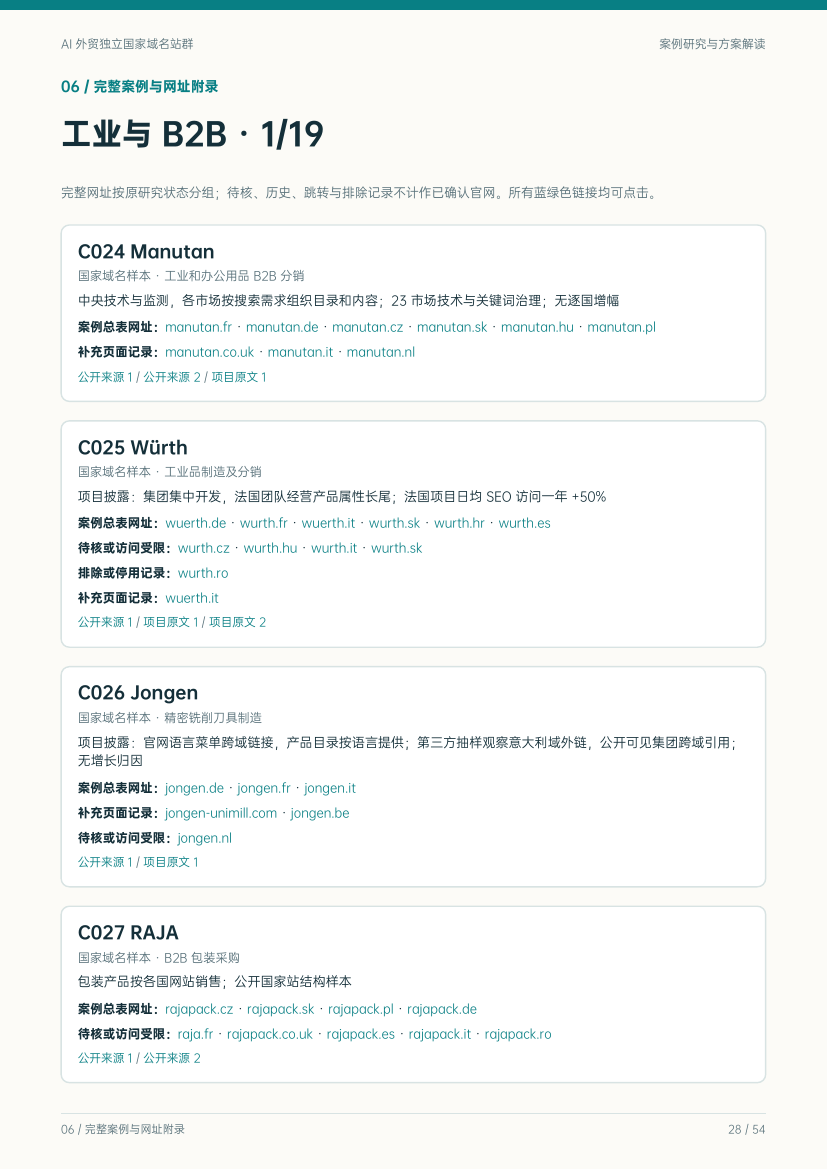 AI 外贸独立国家域名站群
案例研究与方案解读
06 / 完整案例与网址附录
工业与 B2B · 1/19
完整网址按原研究状态分组；待核、历史、跳转与排除记录不计作已确认官网。所有蓝绿色链接均可点击。
C024 Manutan
国家域名样本 · 工业和办公用品 B2B 分销
中央技术与监测，各市场按搜索需求组织目录和内容；23 市场技术与关键词治理；无逐国增幅
案例总表网址：manutan.fr · manutan.de · manutan.cz · manutan.sk · manutan.hu · manutan.pl
补充页面记录：manutan.co.uk · manutan.it · manutan.nl
公开来源 1 / 公开来源 2 / 项目原文 1
C025 Würth
国家域名样本 · 工业品制造及分销
项目披露：集团集中开发，法国团队经营产品属性长尾；法国项目日均 SEO 访问一年 +50%
案例总表网址：wuerth.de · wurth.fr · wuerth.it · wurth.sk · wurth.hr · wurth.es
待核或访问受限：wurth.cz · wurth.hu · wurth.it · wurth.sk
排除或停用记录：wurth.ro
补充页面记录：wuerth.it
公开来源 1 / 项目原文 1 / 项目原文 2
C026 Jongen
国家域名样本 · 精密铣削刀具制造
项目披露：官网语言菜单跨域链接，产品目录按语言提供；第三方抽样观察意大利域外链，公开可见集团跨域引用；
无增长归因
案例总表网址：jongen.de · jongen.fr · jongen.it
补充页面记录：jongen-unimill.com · jongen.be
待核或访问受限：jongen.nl
公开来源 1 / 项目原文 1
C027 RAJA
国家域名样本 · B2B 包装采购
包装产品按各国网站销售；公开国家站结构样本
案例总表网址：rajapack.cz · rajapack.sk · rajapack.pl · rajapack.de
待核或访问受限：raja.fr · rajapack.co.uk · rajapack.es · rajapack.it · rajapack.ro
公开来源 1 / 公开来源 2
06 / 完整案例与网址附录
28 / 54